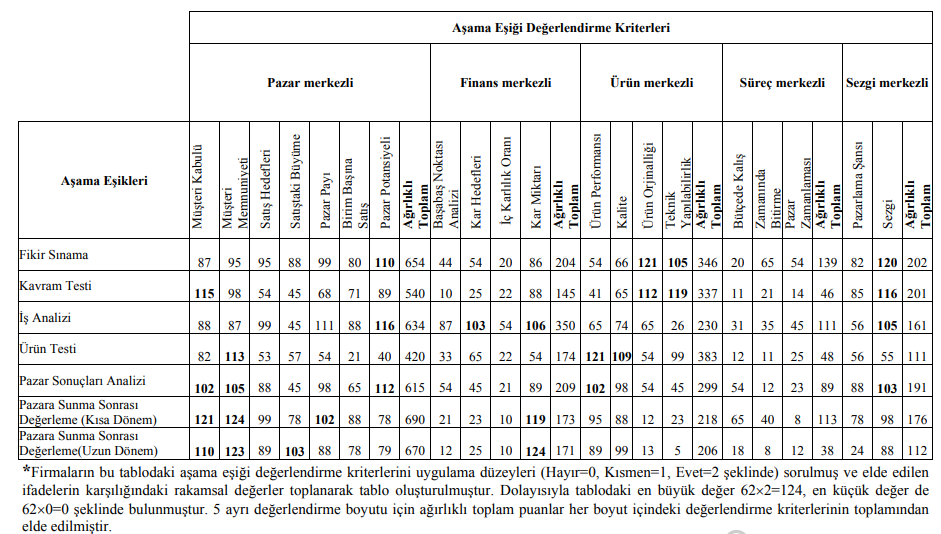 Aşama Eşiği Değerlendirme Kriterleri
Pazar merkezli Finans merkezli Ürün merkezli Süreç merkezli Sezgi merkezli
Aşama Eşikleri
Müşteri Kabulü
Müşteri Memnuniyeti
Satış Hedefleri
Satıştaki Büyüme
Pazar Payı
Birim Başına Satış
Pazar Potansiyeli
Ağırlıklı Toplam
Başabaş Noktası Analizi
Kar Hedefleri
İç Karlılık Oranı
Kar Miktarı
Ağırlıklı Toplam
Ürün Performansı
Kalite
Ürün Orjinalliği
Teknik Yapılabilirlik
Ağırlıklı Toplam
Bütçede Kalış
Zamanında Bitirme
Pazar Zamanlaması
Ağırlıklı Toplam
Pazarlama Şansı
Sezgi
Ağırlıklı Toplam
Fikir Sınama 87 95 95 88 99 80 110 654 44 54 20 86 204 54 66 121 105 346 20 65 54 139 82 120 202
Kavram Testi 115 98 54 45 68 71 89 540 10 25 22 88 145 41 65 112 119 337 11 21 14 46 85 116 201
İş Analizi 88 87 99 45 111 88 116 634 87 103 54 106 350 65 74 65 26 230 31 35 45 111 56 105 161
Ürün Testi 82 113 53 57 54 21 40 420 33 65 22 54 174 121 109 54 99 383 12 11 25 48 56 55 111
Pazar Sonuçları Analizi 102 105 88 45 98 65 112 615 54 45 21 89 209 102 98 54 45 299 54 12 23 89 88 103 191
Pazara Sunma Sonrası
Değerleme (Kısa Dönem) 121 124 99 78 102 88 78 690 21 23 10 119 173 95 88 12 23 218 65 40 8 113 78 98 176
Pazara Sunma Sonrası
Değerleme(Uzun Dönem) 110 123 89 103 88 78 79 670 12 25 10 124 171 89 99 13 5 206 18 8 12 38 24 88 112
*Firmaların bu tablodaki aşama eşiği değerlendirme kriterlerini uygulama düzeyleri (Hayır=0, Kısmen=1, Evet=2 şeklinde) sorulmuş ve elde edilen
ifadelerin karşılığındaki rakamsal değerler toplanarak tablo oluşturulmuştur. Dolayısıyla tablodaki en büyük değer 62×2=124, en küçük değer de
62×0=0 şeklinde bulunmuştur. 5 ayrı değerlendirme boyutu için ağırlıklı toplam puanlar her boyut içindeki değerlendirme kriterlerinin toplamından
elde edilmiştir.